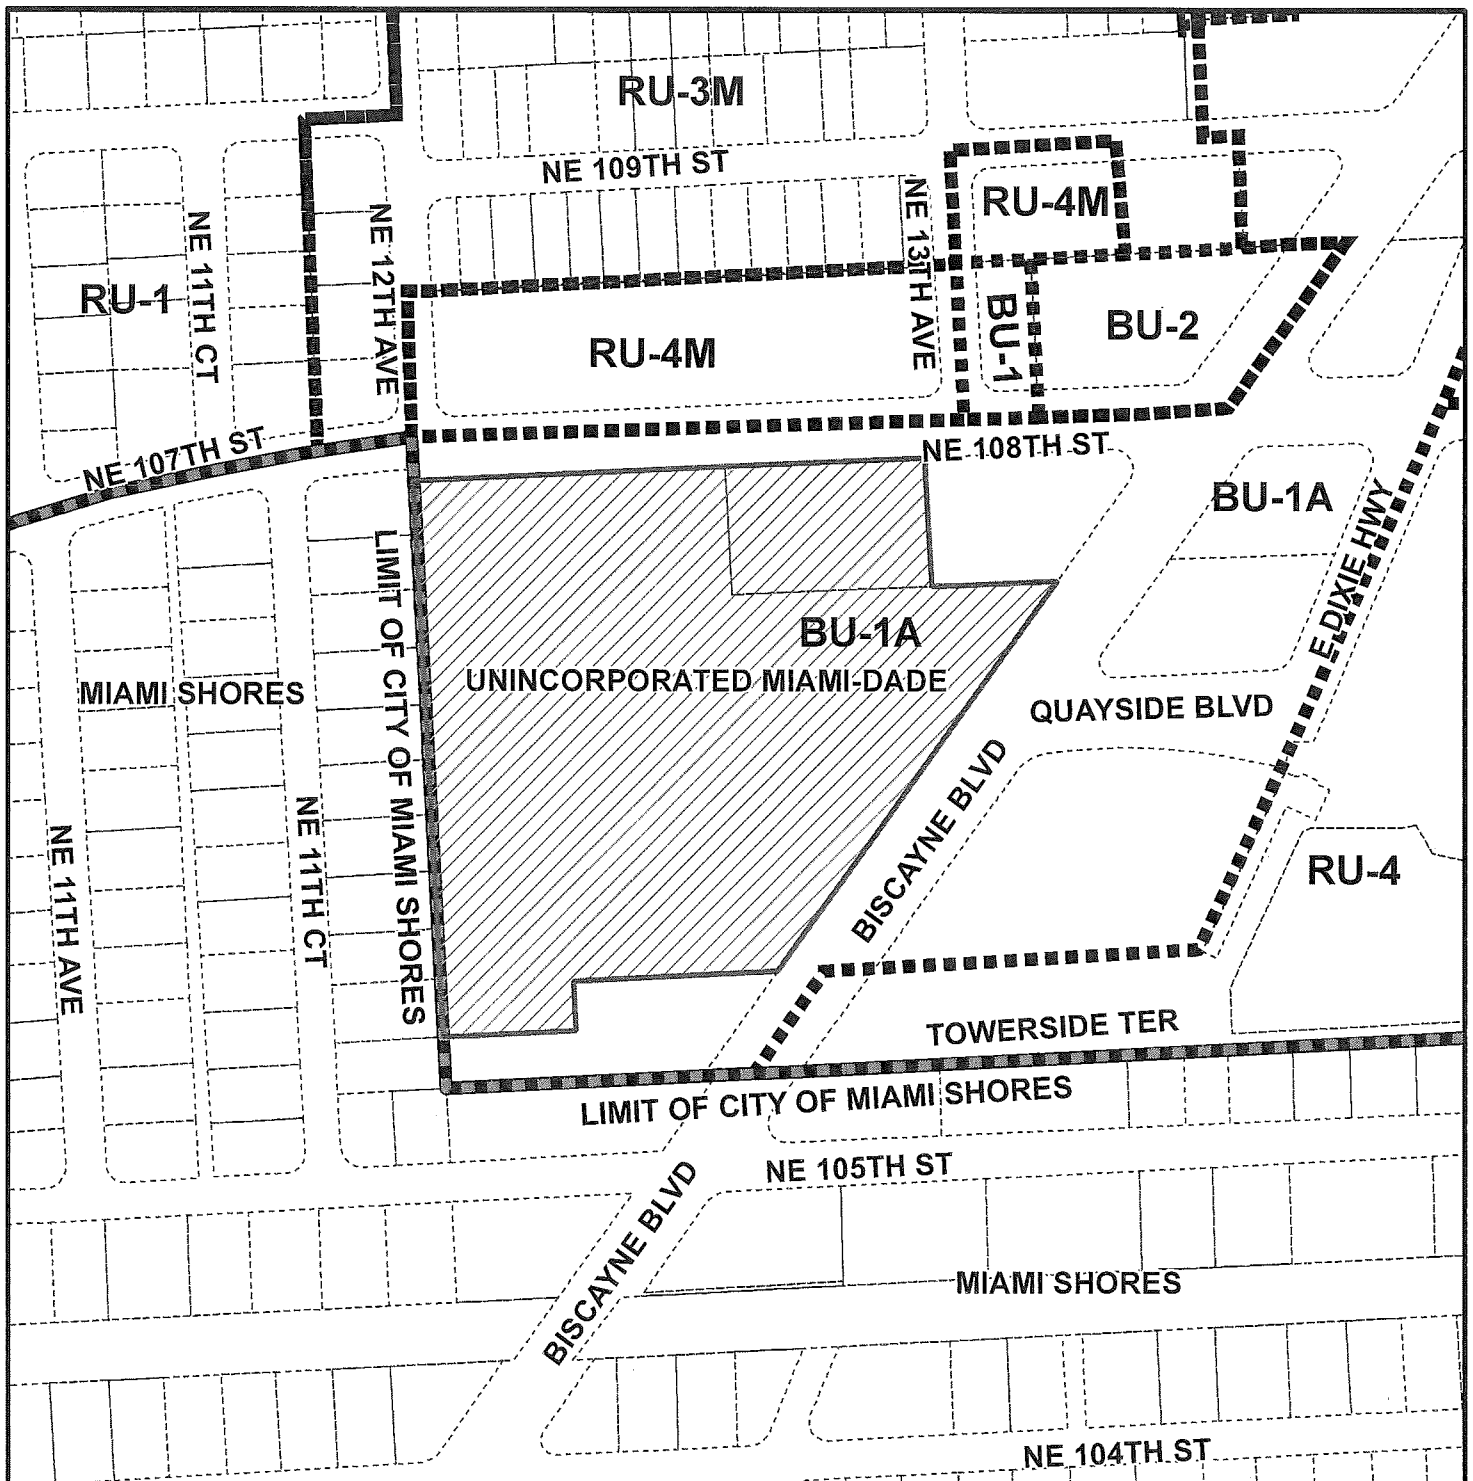 RU-3M
NE 109TH ST
RU-4M
NE 13TH AVE
NE 11TH CT
NE 12TH AVE
RU-1
BU-1
BU-2
RU-4M
NE 107TH ST
NE 108TH ST
BU-1A
E DIXIE HWY
LIMIT OF CITY OF MIAMI SHORES
BU-1A
UNINCORPORATED MIAMI-DADE
MIAMI SHORES
QUAYSIDE BLVD
BISCAYNE BLVD
NE 11TH AVE
NE 11TH CT
RU-4
TOWERSIDE TER
LIMIT OF CITY OF MIAMI SHORES
NE 105TH ST
BISCAYNE BLVD
MIAMI SHORES
NE 104TH ST